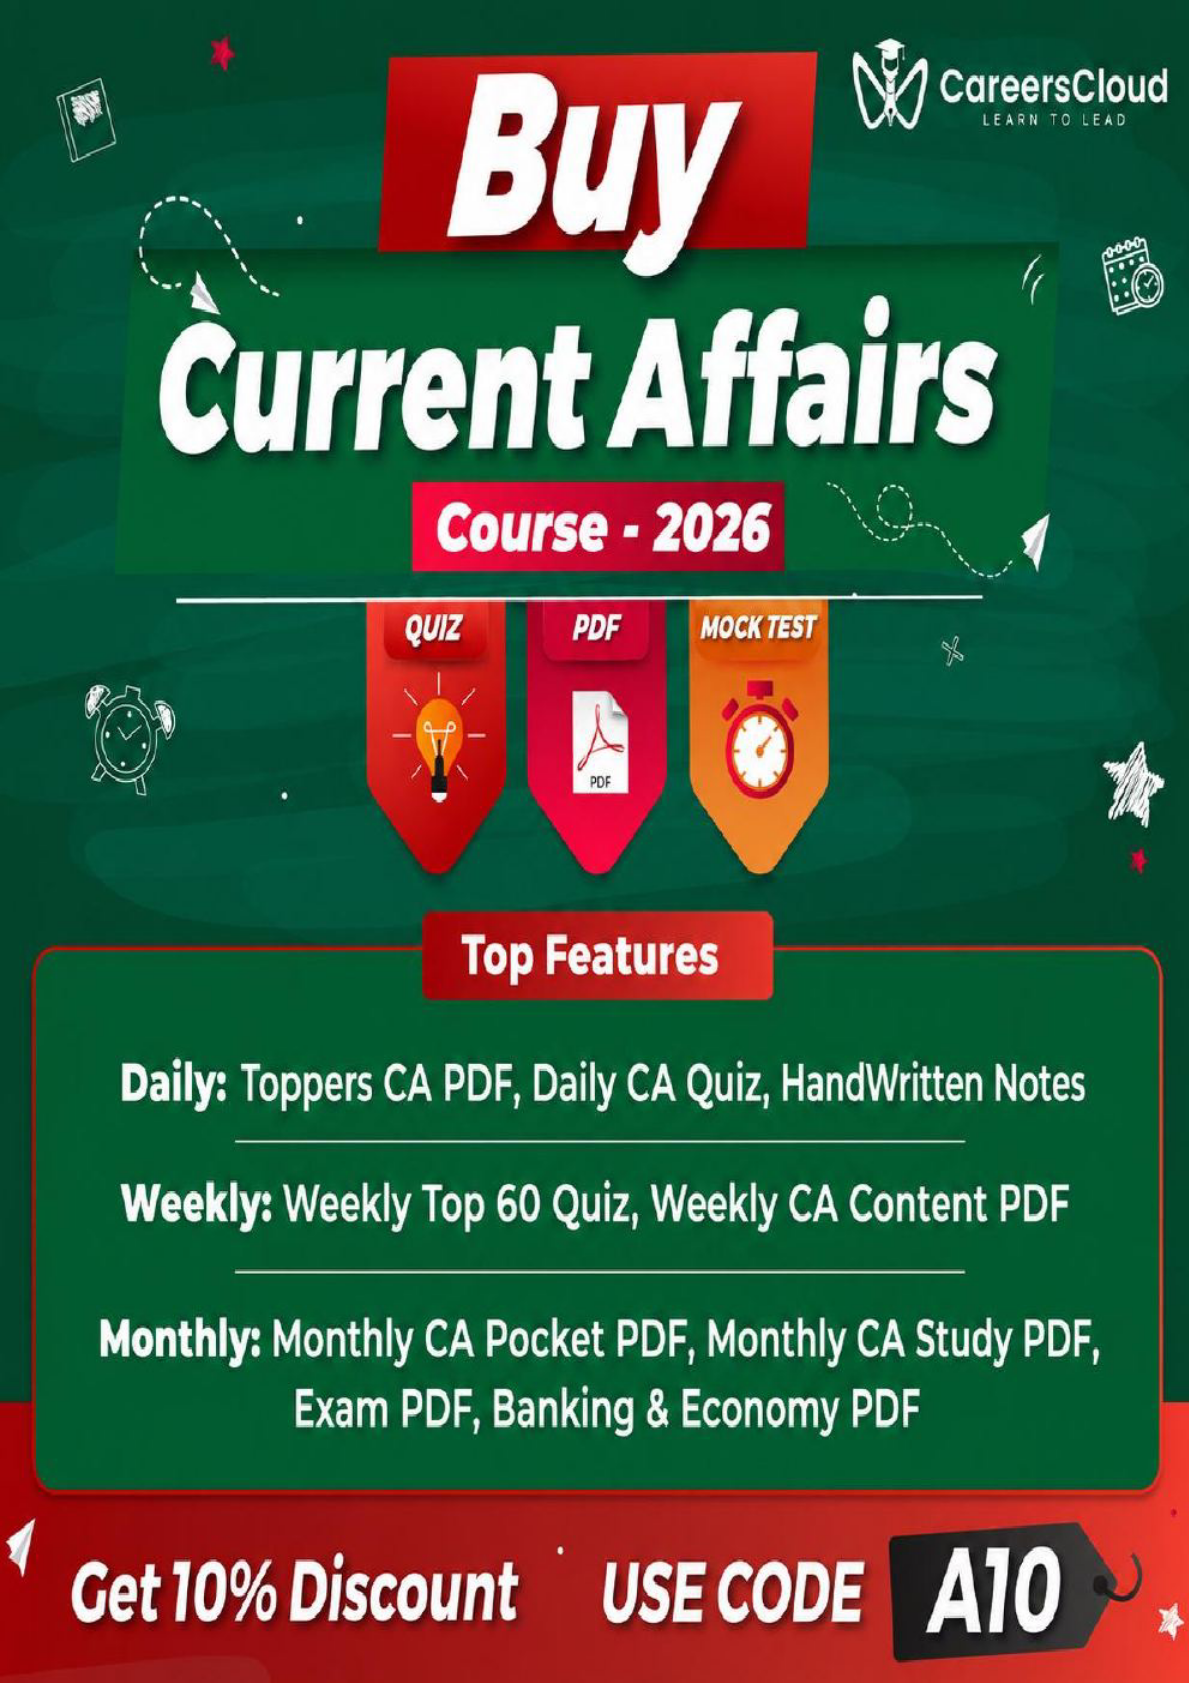 Buy
CareersCloud
LEARN TO LEAD
Current Affairs
Course - 2026
QUIZ
PDF
MOCK TEST
PDF
Top Features
Daily: Toppers CA PDF, Daily CA Quiz, HandWritten Notes
Weekly: Weekly Top 60 Quiz, Weekly CA Content PDF
Monthly: Monthly CA Pocket PDF, Monthly CA Study PDF,
Exam PDF, Banking & Economy PDF
Get 10% Discount
USE CODE
A10